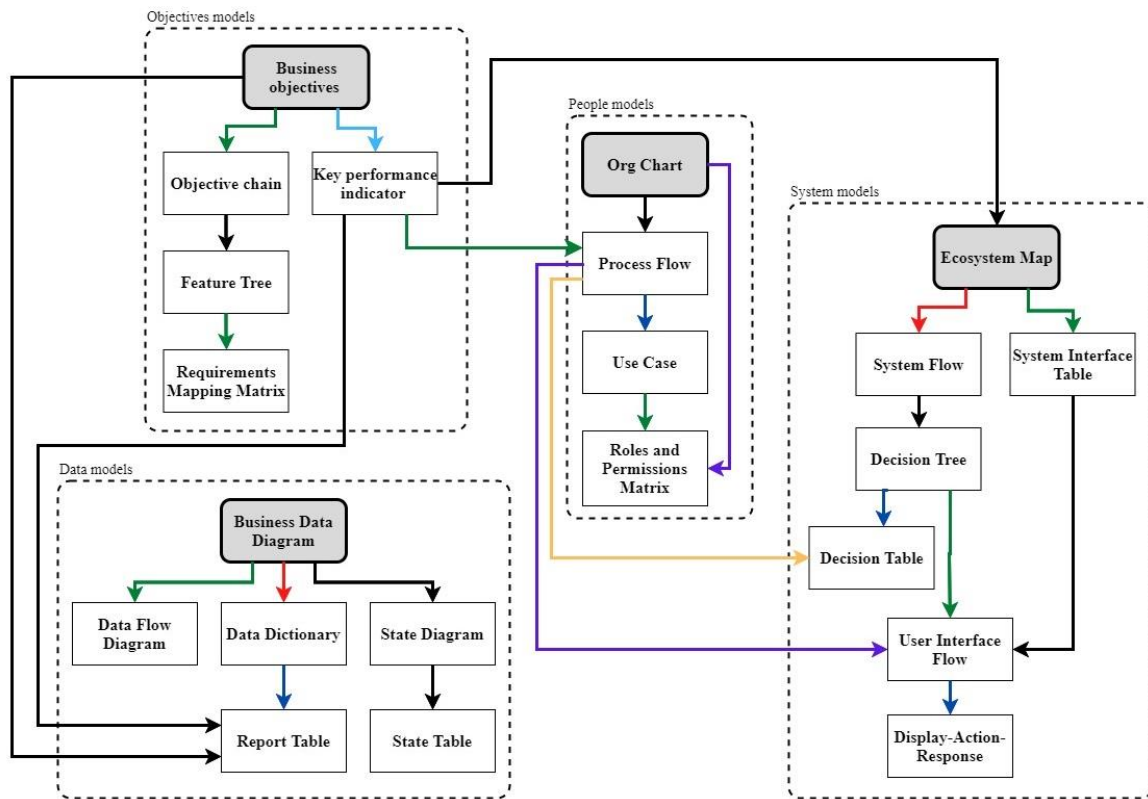 Objectives models
Business
objectives
Objective chain
Key performance
indicator
Feature Tree
Requirements
Mapping Matrix
People models
Org Chart
Process Flow
Use Case
Roles and
Permissions
Matrix
System models
Ecosystem Map
System Flow
System Interface
Table
Decision Tree
Decision Table
User Interface
Flow
Display-Action-
Response
Data models
Business Data
Diagram
Data Flow
Diagram
Data Dictionary
State Diagram
Report Table
State Table